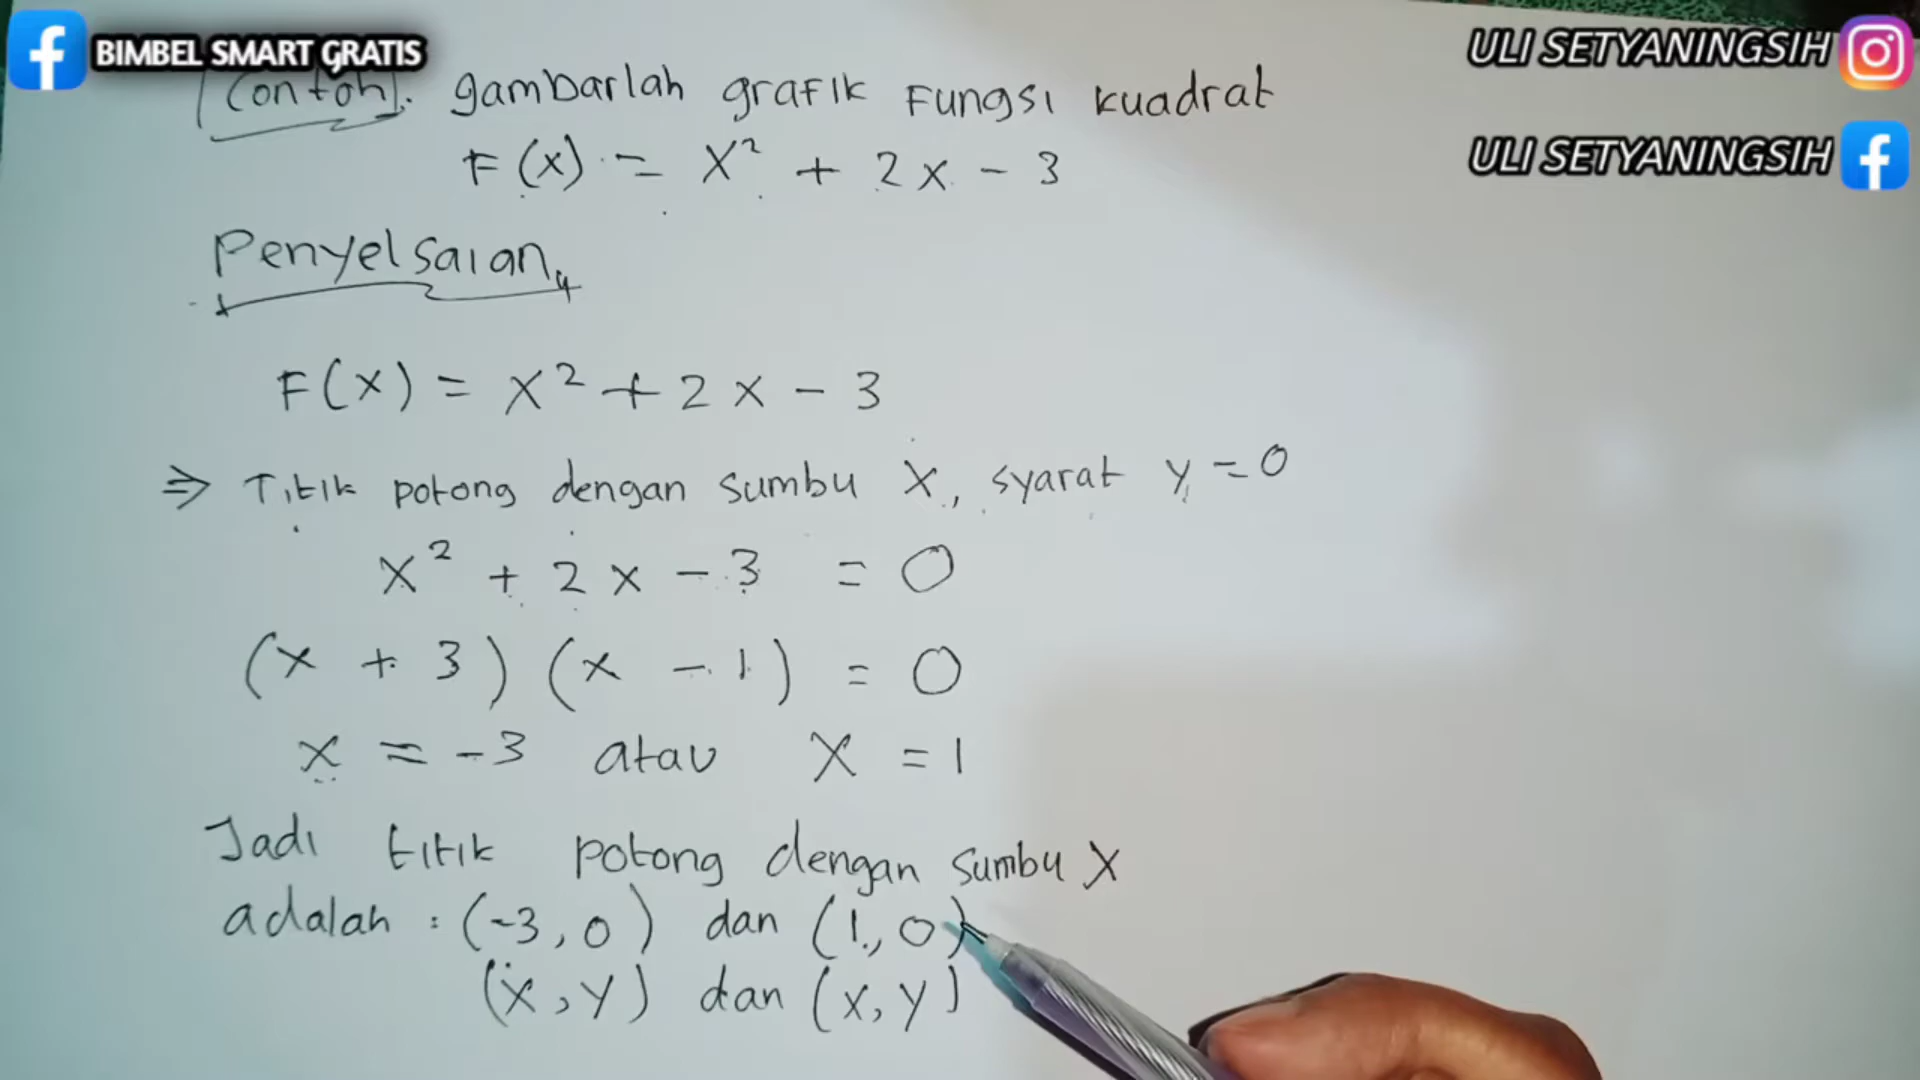 BIMBEL SMART GRATIS
ULI SETYANINGSIH
ULI SETYANINGSIH
Contoh. gambarlah grafik Fungsi kuadrat
F(x) = x² + 2x - 3
Penyelsaian
F(x) = x² + 2x - 3
⇒ Titik potong dengan sumbu X, syarat y = 0
x² + 2x - 3 = 0
(x + 3) (x - 1) = 0
x = -3 atau x = 1
Jadi titik potong dengan sumbu X
adalah : (-3, 0) dan (1, 0)
(x, y) dan (x, y)